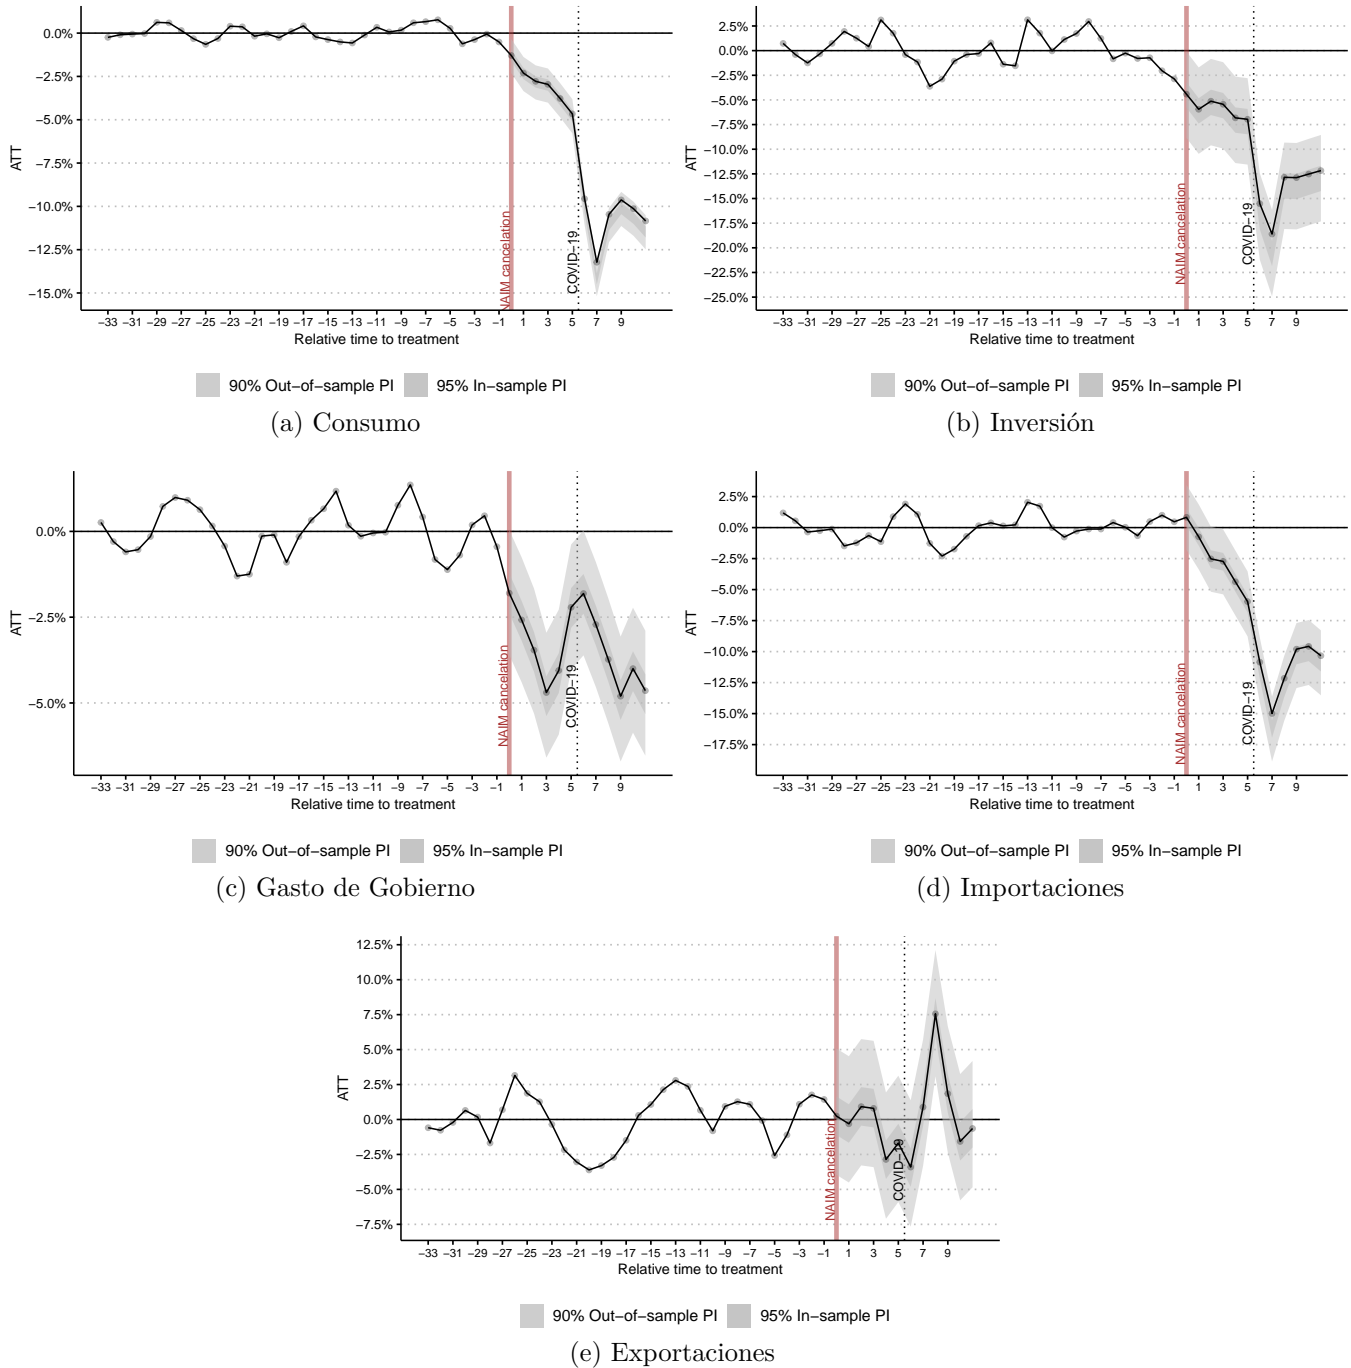 0.0%
−2.5%
−5.0%
−7.5%
−10.0%
−12.5%
−15.0%
ATT
NAIM cancelation
COVID−19
−33 −31 −29 −27 −25 −23 −21 −19 −17 −15 −13 −11 −9 −7 −5 −3 −1 1 3 5 7 9
Relative time to treatment
90% Out−of−sample PI 95% In−sample PI
(a) Consumo
2.5%
0.0%
−2.5%
−5.0%
−7.5%
−10.0%
−12.5%
−15.0%
−17.5%
−20.0%
−22.5%
−25.0%
ATT
NAIM cancelation
COVID−19
−33 −31 −29 −27 −25 −23 −21 −19 −17 −15 −13 −11 −9 −7 −5 −3 −1 1 3 5 7 9
Relative time to treatment
90% Out−of−sample PI 95% In−sample PI
(b) Inversión
0.0%
−2.5%
−5.0%
ATT
NAIM cancelation
COVID−19
−33 −31 −29 −27 −25 −23 −21 −19 −17 −15 −13 −11 −9 −7 −5 −3 −1 1 3 5 7 9
Relative time to treatment
90% Out−of−sample PI 95% In−sample PI
(c) Gasto de Gobierno
2.5%
0.0%
−2.5%
−5.0%
−7.5%
−10.0%
−12.5%
−15.0%
−17.5%
ATT
NAIM cancelation
COVID−19
−33 −31 −29 −27 −25 −23 −21 −19 −17 −15 −13 −11 −9 −7 −5 −3 −1 1 3 5 7 9
Relative time to treatment
90% Out−of−sample PI 95% In−sample PI
(d) Importaciones
12.5%
10.0%
7.5%
5.0%
2.5%
0.0%
−2.5%
−5.0%
−7.5%
ATT
NAIM cancelation
COVID−19
−33 −31 −29 −27 −25 −23 −21 −19 −17 −15 −13 −11 −9 −7 −5 −3 −1 1 3 5 7 9
Relative time to treatment
90% Out−of−sample PI 95% In−sample PI
(e) Exportaciones